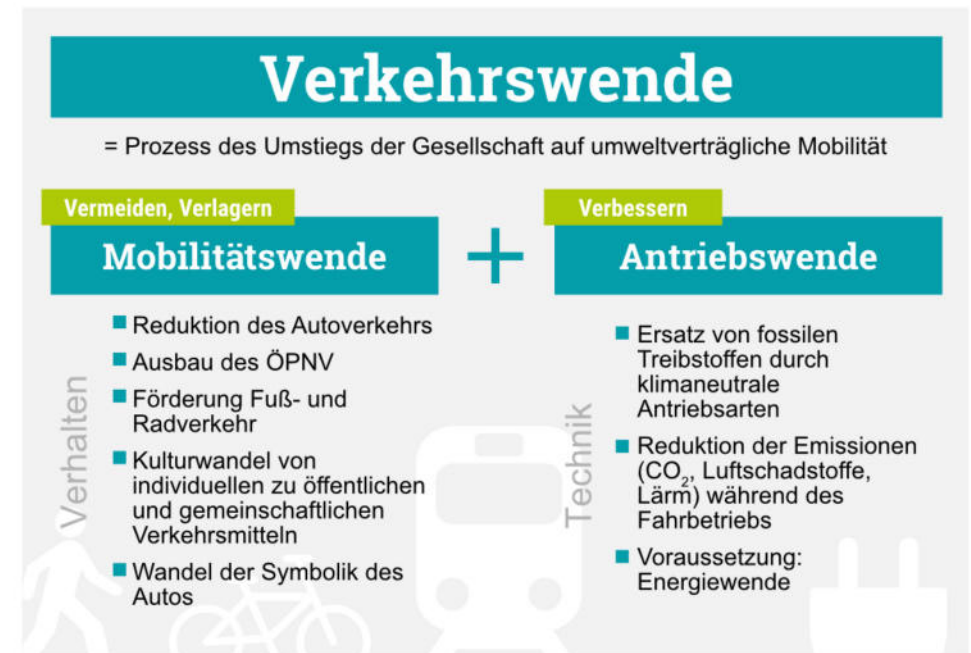 Verkehrswende
= Prozess des Umstiegs der Gesellschaft auf umweltverträgliche Mobilität
Vermeiden, Verlagern
Mobilitätswende
Verhalten
Reduktion des Autoverkehrs
Ausbau des ÖPNV
Förderung Fuß- und
Radverkehr
Kulturwandel von
individuellen zu öffentlichen
und gemeinschaftlichen
Verkehrsmitteln
Wandel der Symbolik des
Autos
+
Verbessern
Antriebswende
Technik
Ersatz von fossilen
Treibstoffen durch
klimaneutrale
Antriebsarten
Reduktion der Emissionen
(CO₂, Luftschadstoffe,
Lärm) während des
Fahrbetriebs
Voraussetzung:
Energiewende